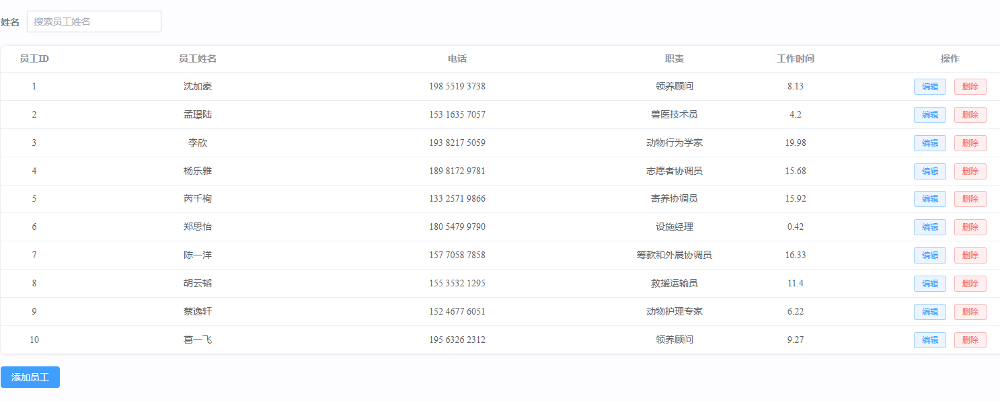 姓名 搜索员工姓名
员工ID 员工姓名 电话 职责 工作时间 操作
1 沈加豪 198 5519 3738 领养顾问 8.13 编辑 删除
2 孟璟陆 153 1635 7057 兽医技术员 4.2 编辑 删除
3 李欣 193 8217 5059 动物行为学家 19.98 编辑 删除
4 杨乐雅 189 8172 9781 志愿者协调员 15.68 编辑 删除
5 芮千栒 133 2571 9866 寄养协调员 15.92 编辑 删除
6 郑思怡 180 5479 9790 设施经理 0.42 编辑 删除
7 陈一洋 157 7058 7858 筹款和外展协调员 16.33 编辑 删除
8 胡云韬 155 3532 1295 救援运输员 11.4 编辑 删除
9 蔡逸轩 152 4677 6051 动物护理专家 6.22 编辑 删除
10 葛一飞 195 6326 2312 领养顾问 9.27 编辑 删除
添加员工